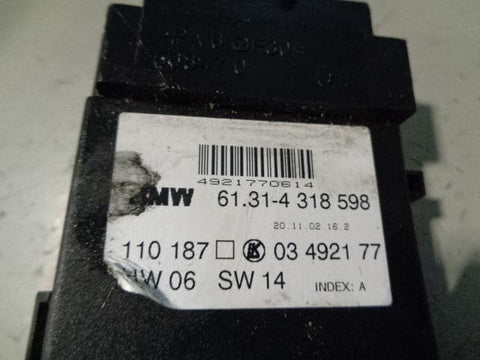 4921770614
BMW 61.31-4 318 598
20.11.02.16.2
110 187 LK 03 4921 77
HW 06 SW 14 INDEX: A